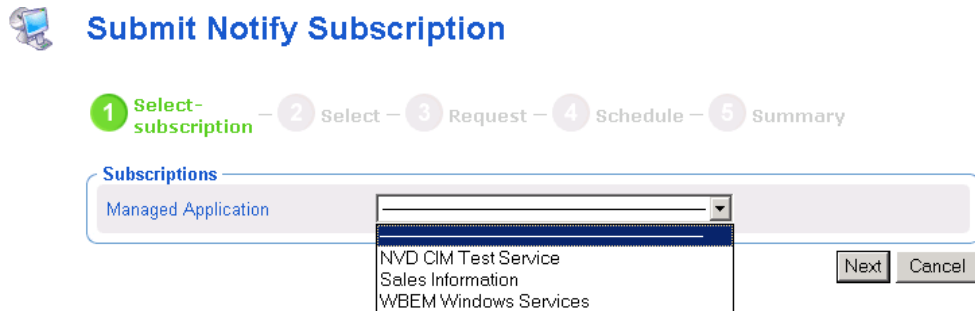 Submit Notify Subscription
1 Select-subscription – 2 Select – 3 Request – 4 Schedule – 5 Summary
Subscriptions
Managed Application
NVD CIM Test Service
Sales Information
WBEM Windows Services
Next Cancel